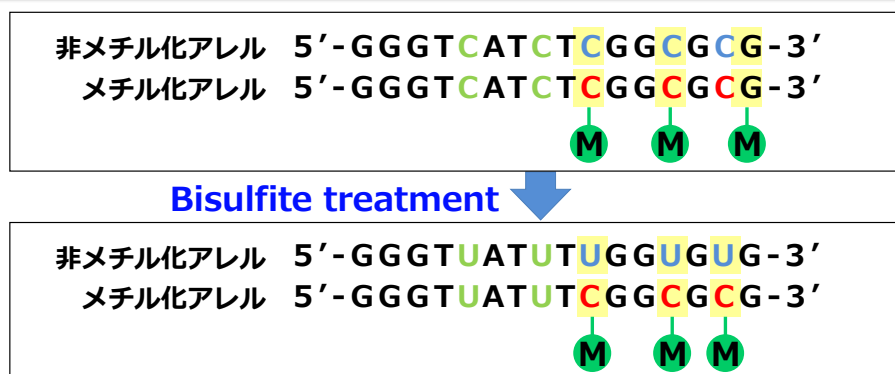 非メチル化アレル 5′-GGGTCATCTCGGCGCG-3′
メチル化アレル 5′-GGGTCATCTCGGCGCG-3′
M M M
Bisulfite treatment
非メチル化アレル 5′-GGGTUATUTUGGUGUG-3′
メチル化アレル 5′-GGGTUATUTCGGCGCG-3′
M M M